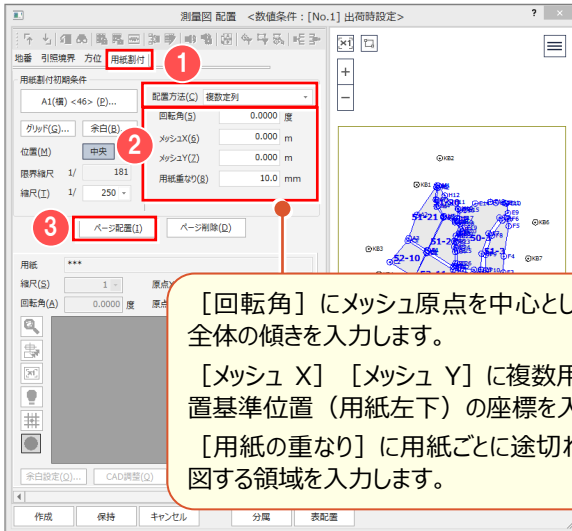 測量図 配置 <数値条件：[No.1] 出荷時設定>
? ×
地番 引照境界 方位 用紙割付
1
用紙割付初期条件
A1(横) <46> (P)...
配置方法(C) 複数定列
グリッド(G)... 余白(B)...
回転角(5) 0.0000 度
位置(M) 中央
2
メッシュX(6) 0.000 m
限界縮尺 1/ 181
メッシュY(7) 0.000 m
縮尺(T) 1/ 250
用紙重なり(8) 10.0 mm
3
ページ配置(I) ページ削除(D)
用紙 ***
縮尺(S) 1
回転角(A) 0.0000 度
余白設定(O)... CAD調整(Q)
作成 保持 キャンセル 分属 表配置
KB2
KB1
H12
KB6
KB3
KB7
51-21
52-10
E9
F5
F4
［回転角］にメッシュ原点を中心とし
全体の傾きを入力します。
［メッシュ X］［メッシュ Y］に複数用
置基準位置（用紙左下）の座標を入
［用紙の重なり］に用紙ごとに途切れ
図する領域を入力します。